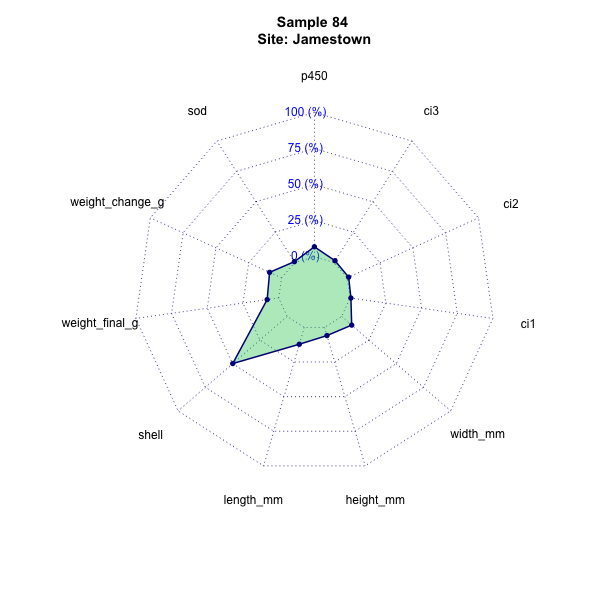 Sample 84
Site: Jamestown
p450
sod
100 (%)
ci3
75 (%)
weight_change_g
50 (%)
ci2
25 (%)
0 (%)
weight_final_g
ci1
shell
width_mm
length_mm
height_mm